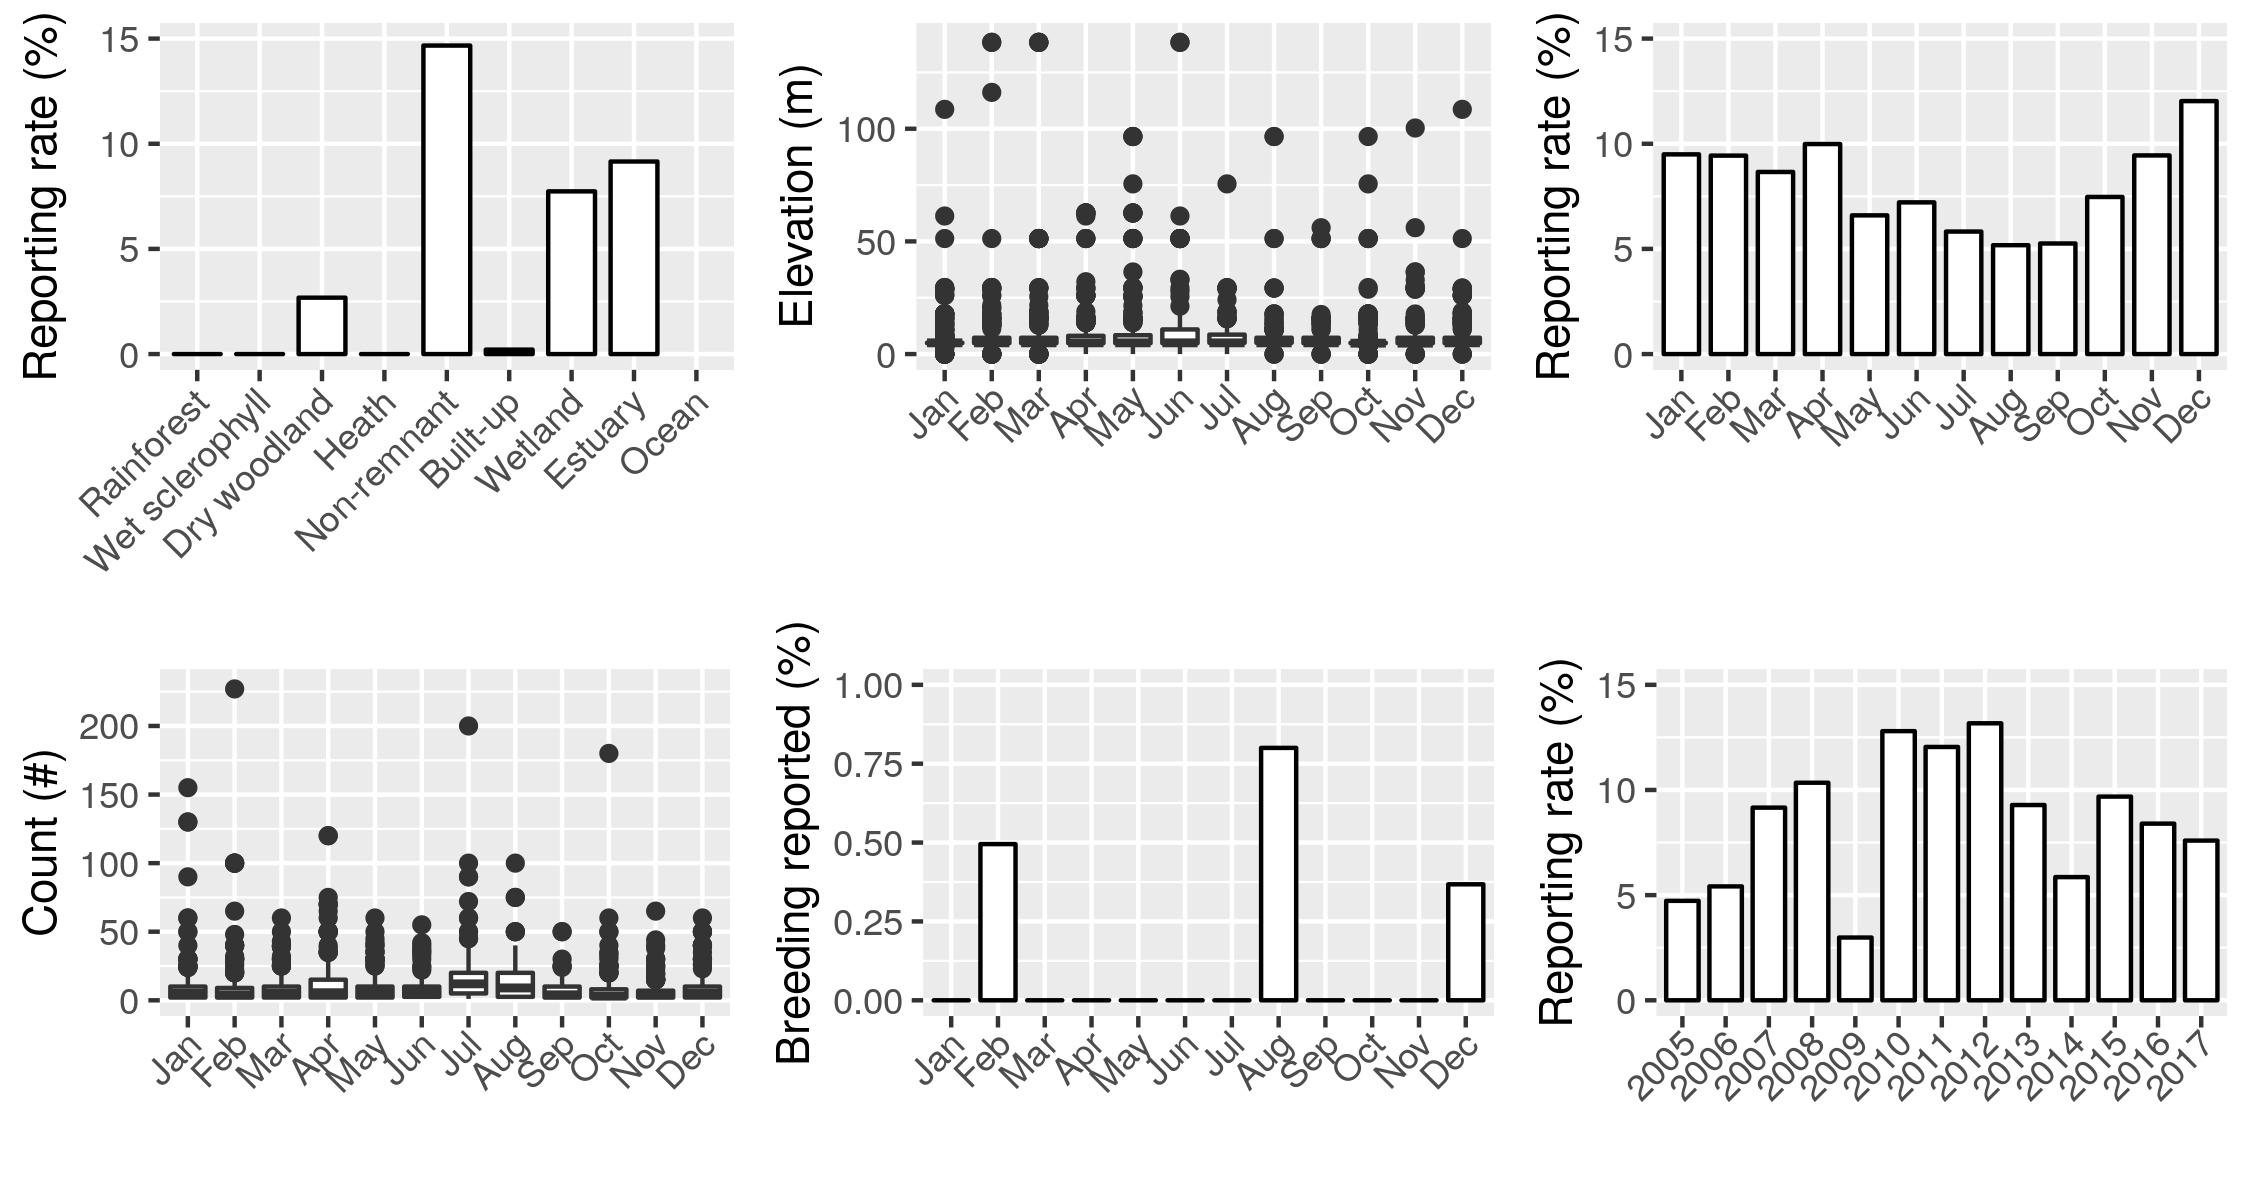 Reporting rate (%)
15
10
5
0
Rainforest
Wet sclerophyll
Dry woodland
Heath
Non-remnant
Built-up
Wetland
Estuary
Ocean
Elevation (m)
100
50
0
Jan
Feb
Mar
Apr
May
Jun
Jul
Aug
Sep
Oct
Nov
Dec
Reporting rate (%)
15
10
5
0
Jan
Feb
Mar
Apr
May
Jun
Jul
Aug
Sep
Oct
Nov
Dec
Count (#)
200
150
100
50
0
Jan
Feb
Mar
Apr
May
Jun
Jul
Aug
Sep
Oct
Nov
Dec
Breeding reported (%)
1.00
0.75
0.50
0.25
0.00
Jan
Feb
Mar
Apr
May
Jun
Jul
Aug
Sep
Oct
Nov
Dec
Reporting rate (%)
15
10
5
0
2005
2006
2007
2008
2009
2010
2011
2012
2013
2014
2015
2016
2017